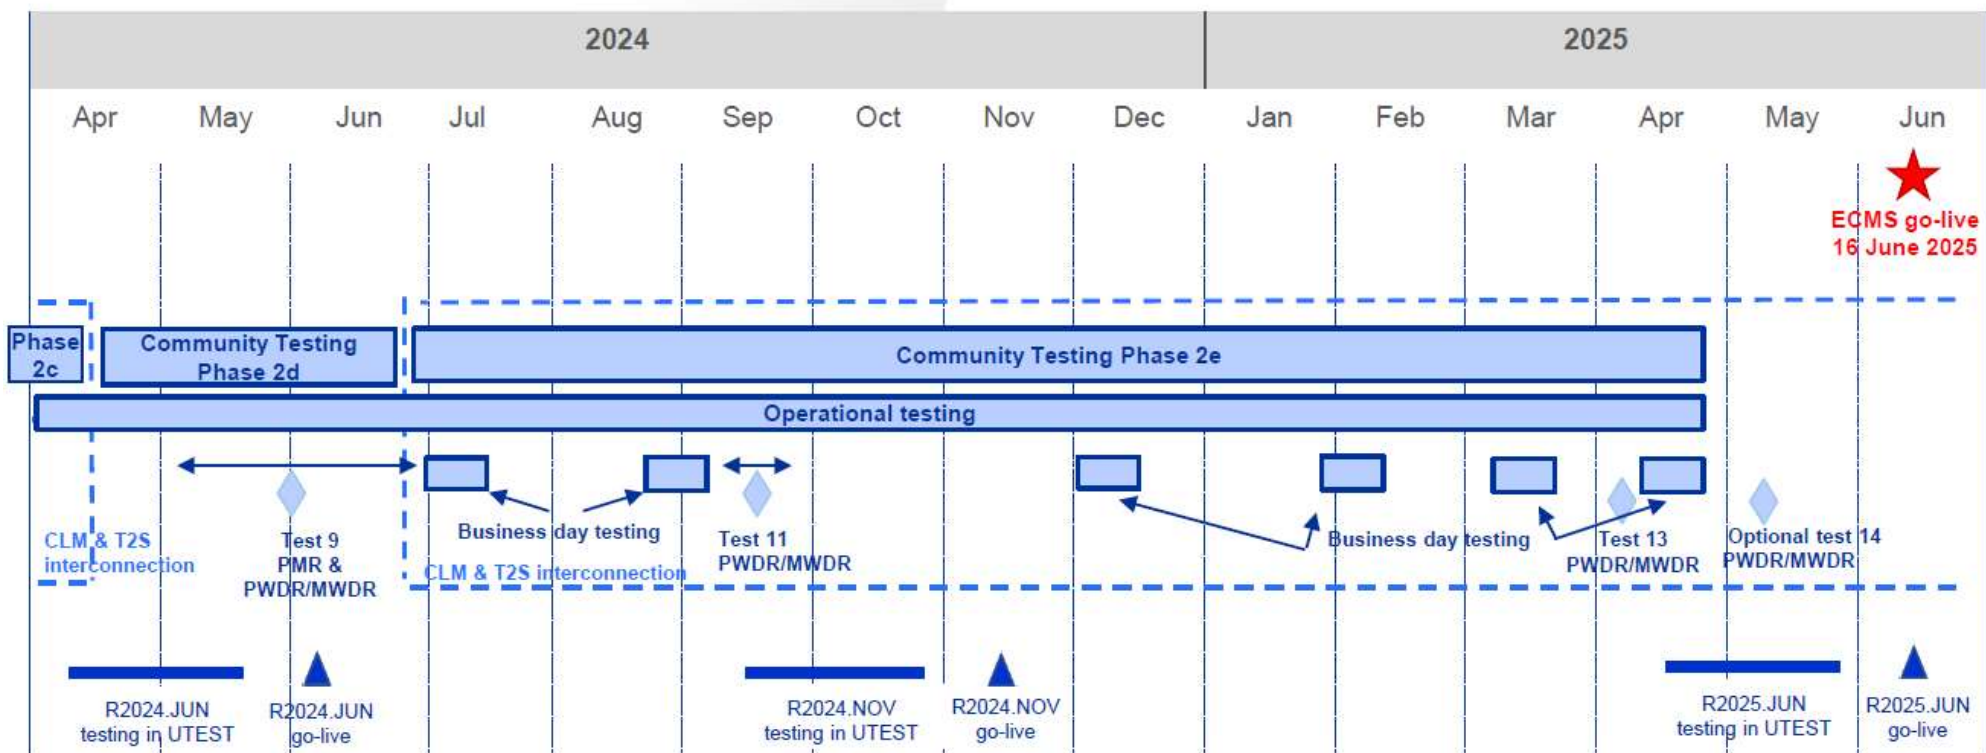 2024
2025
Apr
May
Jun
Jul
Aug
Sep
Oct
Nov
Dec
Jan
Feb
Mar
Apr
May
Jun
ECMS go-live
16 June 2025
Phase
2c
Community Testing
Phase 2d
Community Testing Phase 2e
Operational testing
CLM & T2S
interconnection
Test 9
PMR &
PWDR/MWDR
Business day testing
CLM & T2S interconnection
Test 11
PWDR/MWDR
Business day testing
Test 13
PWDR/MWDR
Optional test 14
PWDR/MWDR
R2024.JUN
testing in UTEST
R2024.JUN
go-live
R2024.NOV
testing in UTEST
R2024.NOV
go-live
R2025.JUN
testing in UTEST
R2025.JUN
go-live